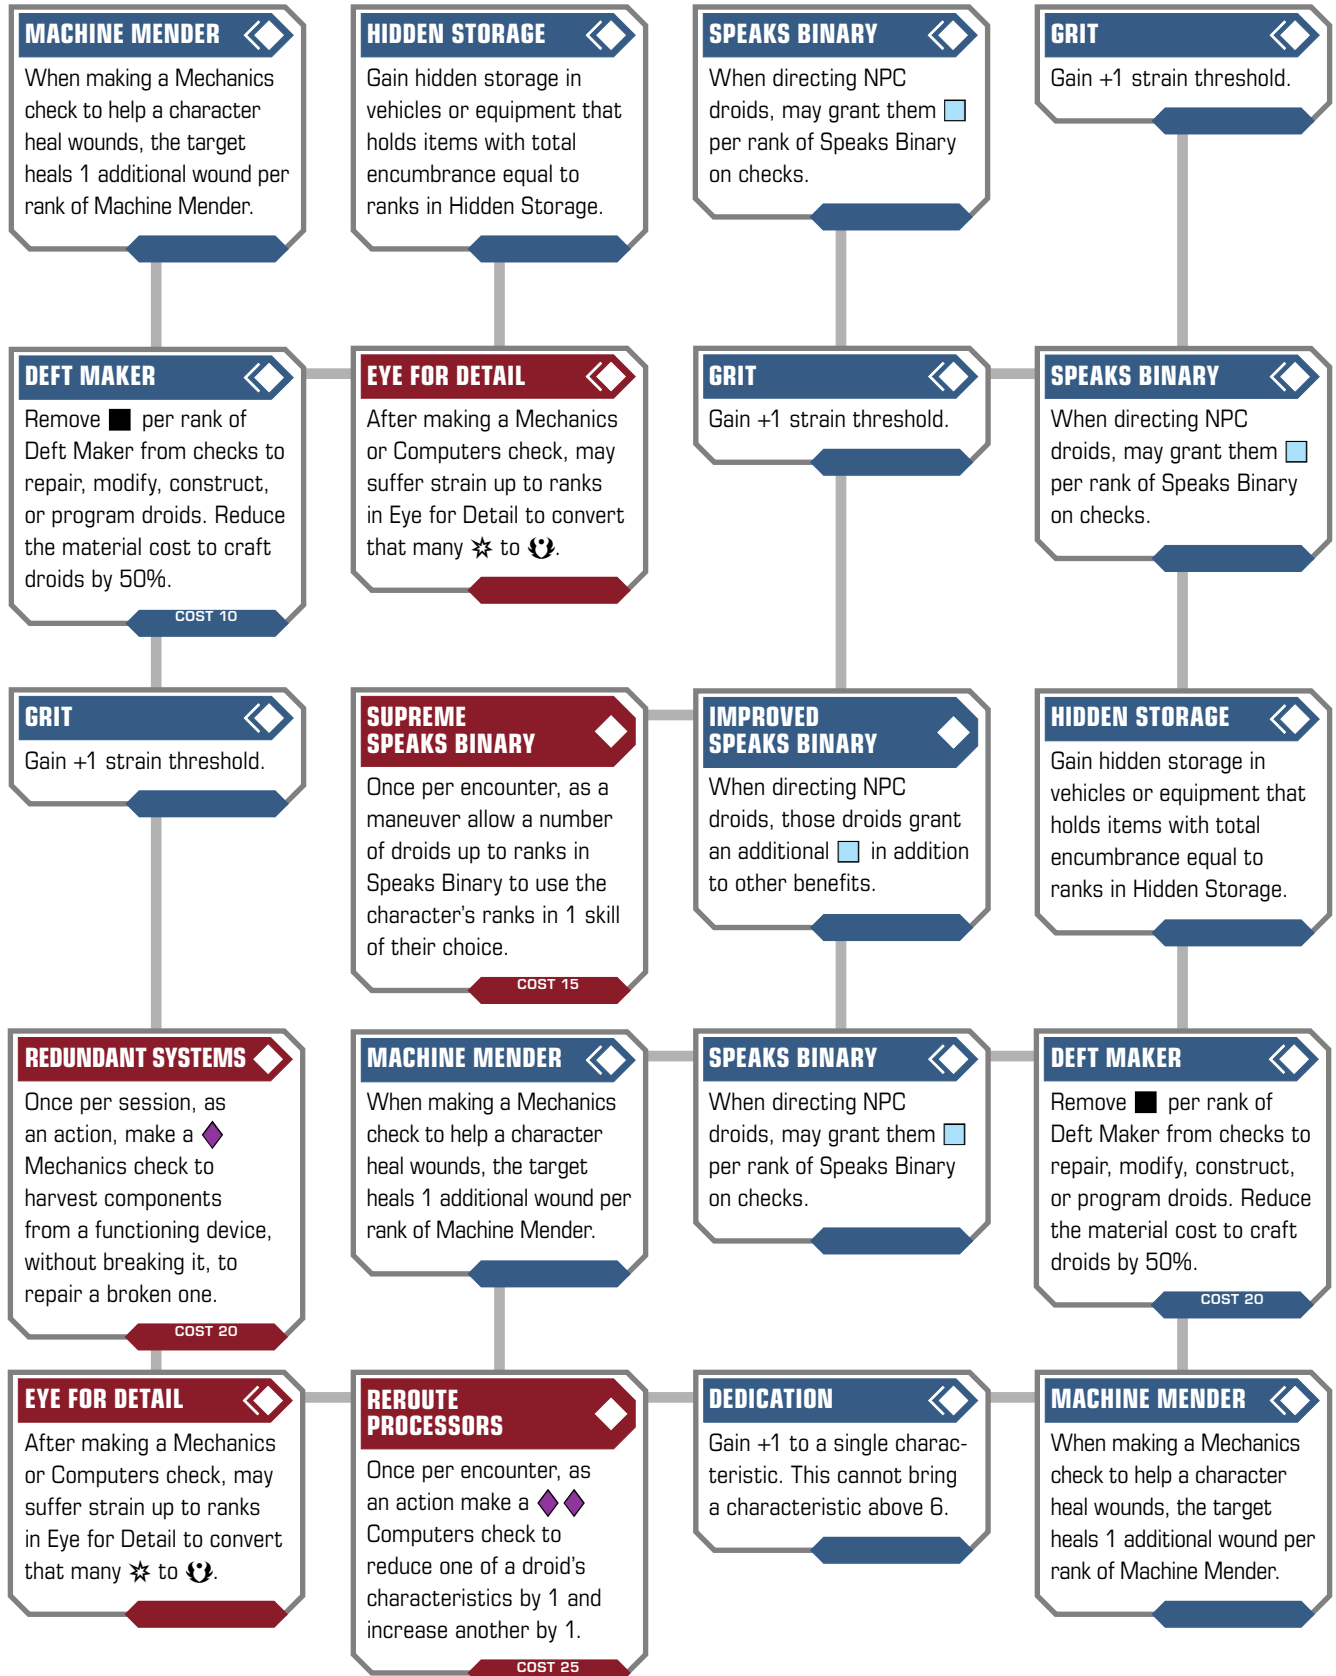 MACHINE MENDER
When making a Mechanics
check to help a character
heal wounds, the target
heals 1 additional wound per
rank of Machine Mender.
HIDDEN STORAGE
Gain hidden storage in
vehicles or equipment that
holds items with total
encumbrance equal to
ranks in Hidden Storage.
SPEAKS BINARY
When directing NPC
droids, may grant them
per rank of Speaks Binary
on checks.
GRIT
Gain +1 strain threshold.
DEFT MAKER
Remove per rank of
Deft Maker from checks to
repair, modify, construct,
or program droids. Reduce
the material cost to craft
droids by 50%.
COST 10
EYE FOR DETAIL
After making a Mechanics
or Computers check, may
suffer strain up to ranks
in Eye for Detail to convert
that many to .
GRIT
Gain +1 strain threshold.
SPEAKS BINARY
When directing NPC
droids, may grant them
per rank of Speaks Binary
on checks.
GRIT
Gain +1 strain threshold.
SUPREME
SPEAKS BINARY
Once per encounter, as a
maneuver allow a number
of droids up to ranks in
Speaks Binary to use the
character's ranks in 1 skill
of their choice.
COST 15
IMPROVED
SPEAKS BINARY
When directing NPC
droids, those droids grant
an additional in addition
to other benefits.
HIDDEN STORAGE
Gain hidden storage in
vehicles or equipment that
holds items with total
encumbrance equal to
ranks in Hidden Storage.
REDUNDANT SYSTEMS
Once per session, as
an action, make a
Mechanics check to
harvest components
from a functioning device,
without breaking it, to
repair a broken one.
COST 20
MACHINE MENDER
When making a Mechanics
check to help a character
heal wounds, the target
heals 1 additional wound per
rank of Machine Mender.
SPEAKS BINARY
When directing NPC
droids, may grant them
per rank of Speaks Binary
on checks.
DEFT MAKER
Remove per rank of
Deft Maker from checks to
repair, modify, construct,
or program droids. Reduce
the material cost to craft
droids by 50%.
COST 20
EYE FOR DETAIL
After making a Mechanics
or Computers check, may
suffer strain up to ranks
in Eye for Detail to convert
that many to .
REROUTE
PROCESSORS
Once per encounter, as
an action make a
Computers check to
reduce one of a droid's
characteristics by 1 and
increase another by 1.
COST 25
DEDICATION
Gain +1 to a single charac-
teristic. This cannot bring
a characteristic above 6.
MACHINE MENDER
When making a Mechanics
check to help a character
heal wounds, the target
heals 1 additional wound per
rank of Machine Mender.